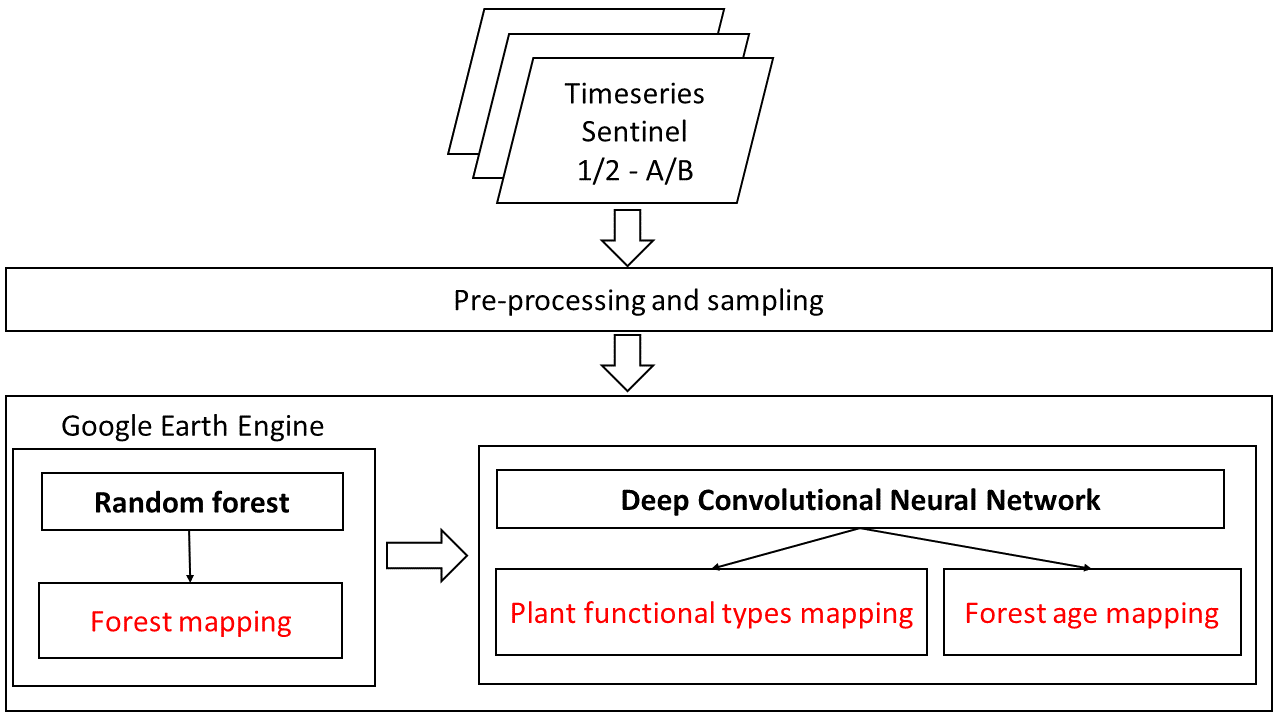 Timeseries
Sentinel
1/2 - A/B
Pre-processing and sampling
Google Earth Engine
Random forest
Forest mapping
Deep Convolutional Neural Network
Plant functional types mapping
Forest age mapping